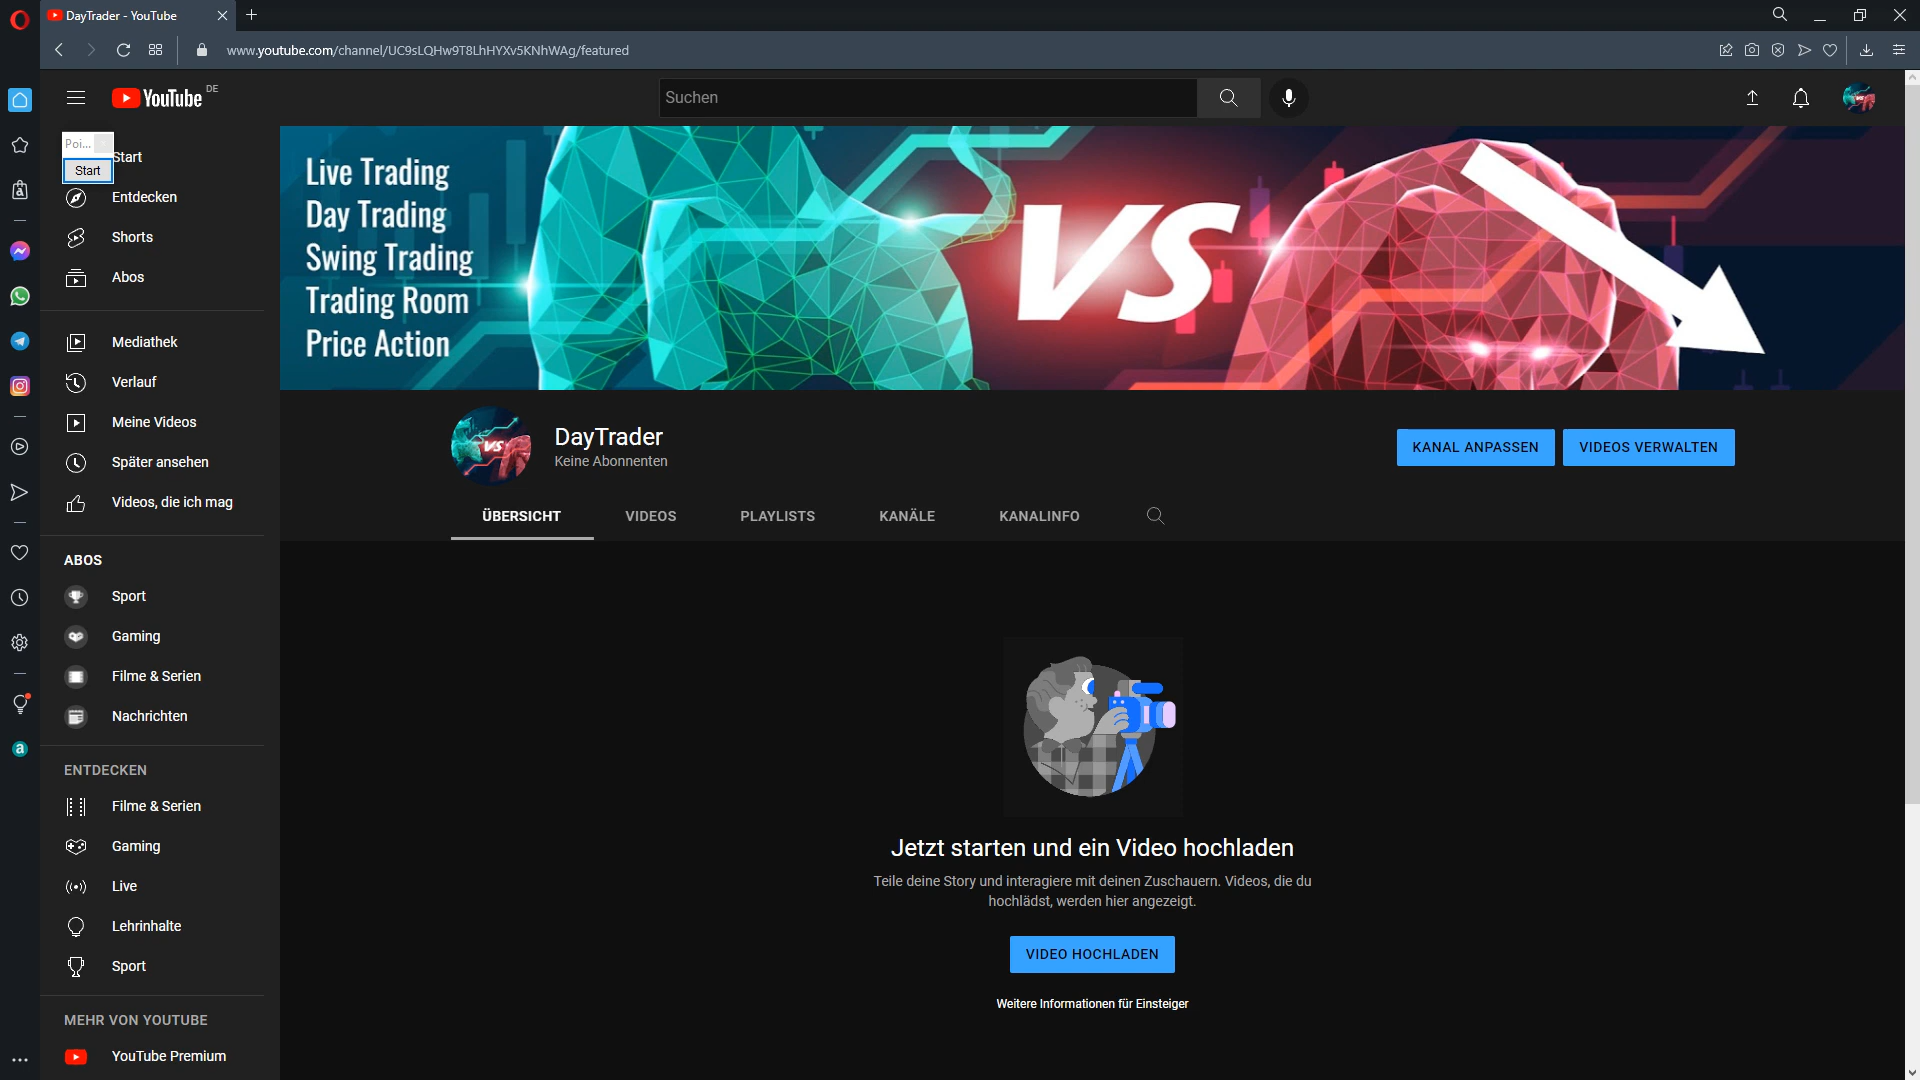 DayTrader - YouTube
www.youtube.com/channel/UC9sLQHw9T8LhHYXv5KNhWAg/featured
YouTube DE
Suchen
Poi...
Start
Start
Entdecken
Shorts
Abos
Mediathek
Verlauf
Meine Videos
Später ansehen
Videos, die ich mag
ABOS
Sport
Gaming
Filme & Serien
Nachrichten
ENTDECKEN
Filme & Serien
Gaming
Live
Lehrinhalte
Sport
MEHR VON YOUTUBE
YouTube Premium
Live Trading
Day Trading
Swing Trading
Trading Room
Price Action
VS
VS
DayTrader
Keine Abonnenten
KANAL ANPASSEN
VIDEOS VERWALTEN
ÜBERSICHT
VIDEOS
PLAYLISTS
KANÄLE
KANALINFO
Jetzt starten und ein Video hochladen
Teile deine Story und interagiere mit deinen Zuschauern. Videos, die du
hochlädst, werden hier angezeigt.
VIDEO HOCHLADEN
Weitere Informationen für Einsteiger